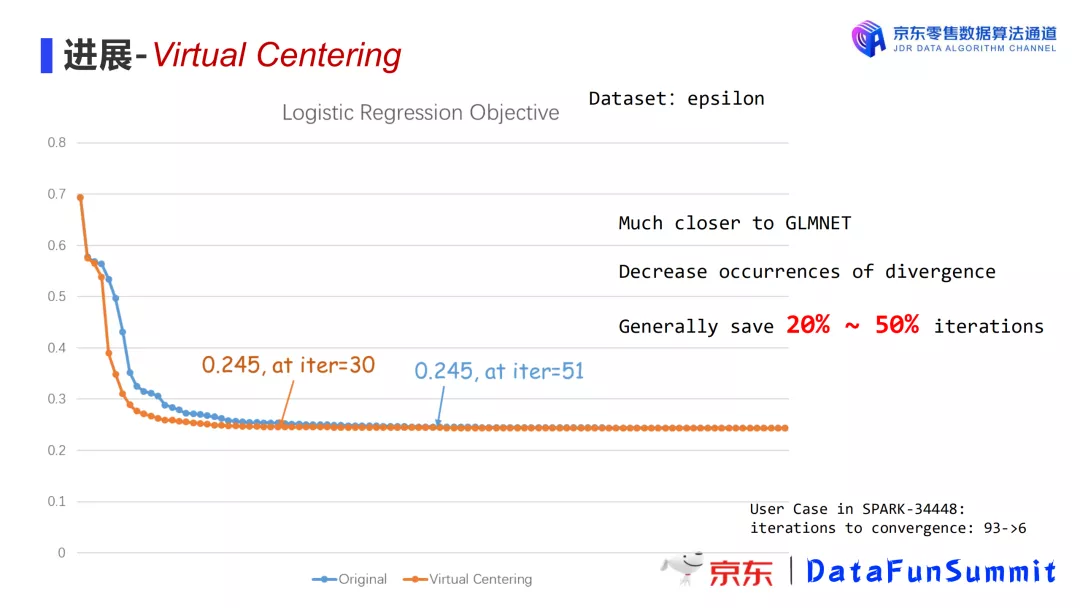 进展-Virtual Centering
京东零售数据算法通道
JDR DATA ALGORITHM CHANNEL
Dataset: epsilon
Logistic Regression Objective
0.8
0.7
0.6
0.5
0.4
0.3
0.2
0.1
0
Much closer to GLMNET
Decrease occurrences of divergence
Generally save 20% ~ 50% iterations
0.245, at iter=30
0.245, at iter=51
User Case in SPARK-34448:
iterations to convergence: 93->6
Original
Virtual Centering
京东
DataFunSummit